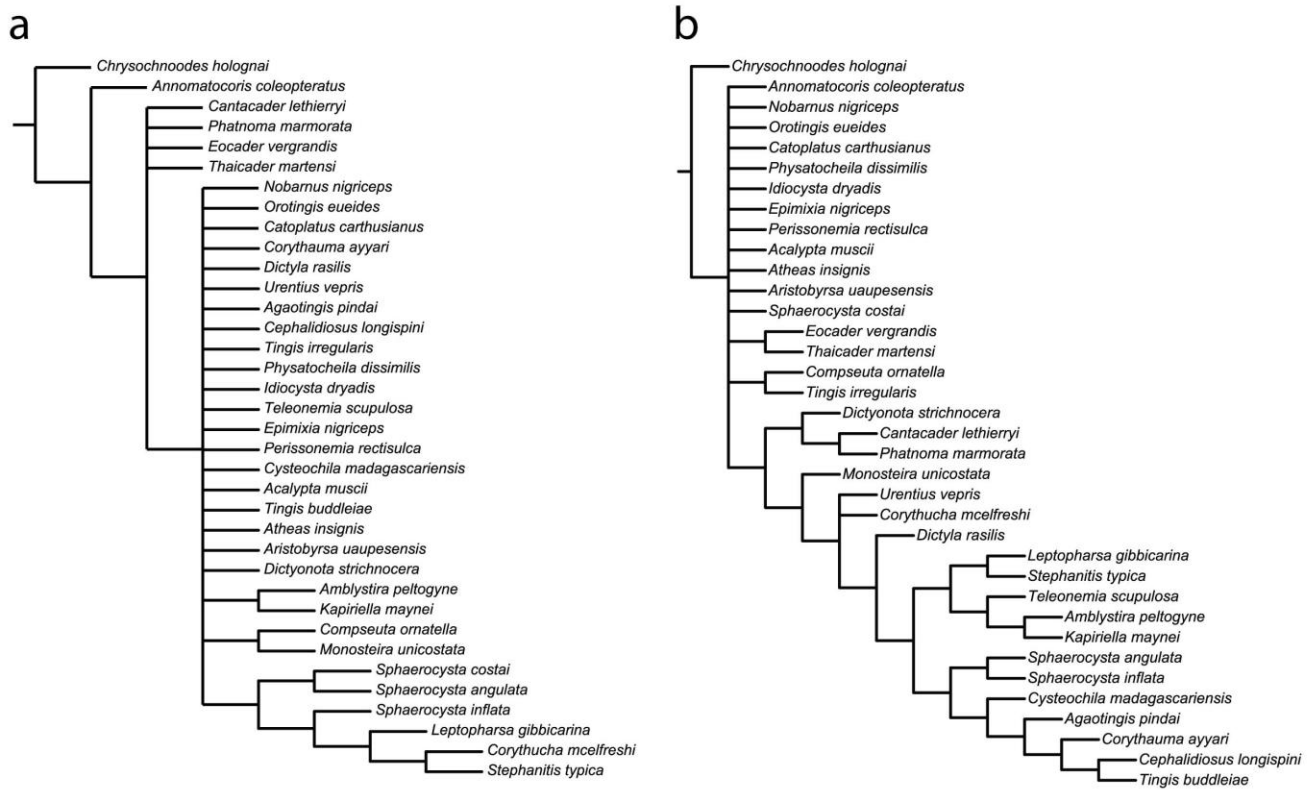 a
Chrysochnoodes holognai
Annomatocoris coleopteratus
Cantacader lethierryi
Phatnoma marmorata
Eocader vergrandis
Thaicader martensi
Nobarnus nigriceps
Orotingis eueides
Catoplatus carthusianus
Corythauma ayyari
Dictyla rasilis
Urentius vepris
Agaotingis pindai
Cephalidiosus longispini
Tingis irregularis
Physatocheila dissimilis
Idiocysta dryadis
Teleonemia scupulosa
Epimixia nigriceps
Perissonemia rectisulca
Cysteochila madagascariensis
Acalypta muscii
Tingis buddleiae
Atheas insignis
Aristobyrsa uaupesensis
Dictyonota strichnocera
Amblystira peltogyne
Kapiriella maynei
Compseuta ornatella
Monosteira unicostata
Sphaerocysta costai
Sphaerocysta angulata
Sphaerocysta inflata
Leptopharsa gibbicarina
Corythucha mcelfreshi
Stephanitis typica
b
Chrysochnoodes holognai
Annomatocoris coleopteratus
Nobarnus nigriceps
Orotingis eueides
Catoplatus carthusianus
Physatocheila dissimilis
Idiocysta dryadis
Epimixia nigriceps
Perissonemia rectisulca
Acalypta muscii
Atheas insignis
Aristobyrsa uaupesensis
Sphaerocysta costai
Eocader vergrandis
Thaicader martensi
Compseuta ornatella
Tingis irregularis
Dictyonota strichnocera
Cantacader lethierryi
Phatnoma marmorata
Monosteira unicostata
Urentius vepris
Corythucha mcelfreshi
Dictyla rasilis
Leptopharsa gibbicarina
Stephanitis typica
Teleonemia scupulosa
Amblystira peltogyne
Kapiriella maynei
Sphaerocysta angulata
Sphaerocysta inflata
Cysteochila madagascariensis
Agaotingis pindai
Corythauma ayyari
Cephalidiosus longispini
Tingis buddleiae